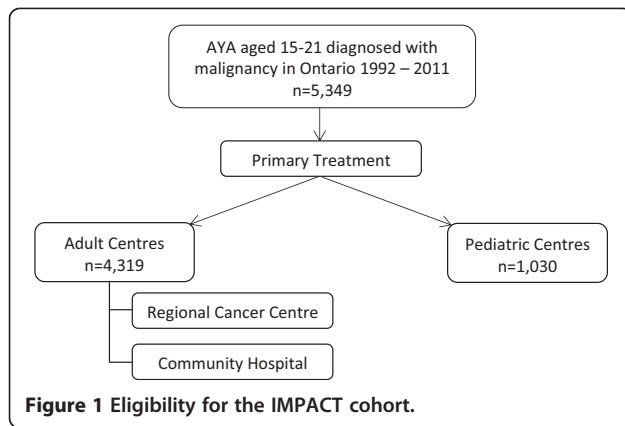 AYA aged 15-21 diagnosed with
malignancy in Ontario 1992 – 2011
n=5,349
Primary Treatment
Adult Centres
n=4,319
Pediatric Centres
n=1,030
Regional Cancer Centre
Community Hospital
Figure 1 Eligibility for the IMPACT cohort.